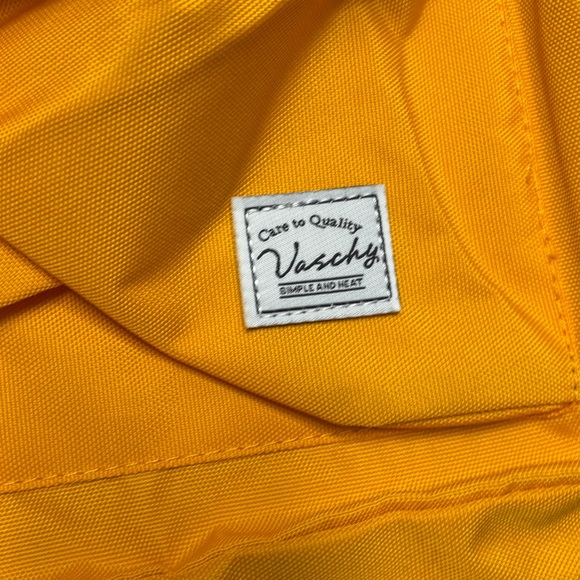 Care to Quality
Vaschy
SIMPLE AND HEAT